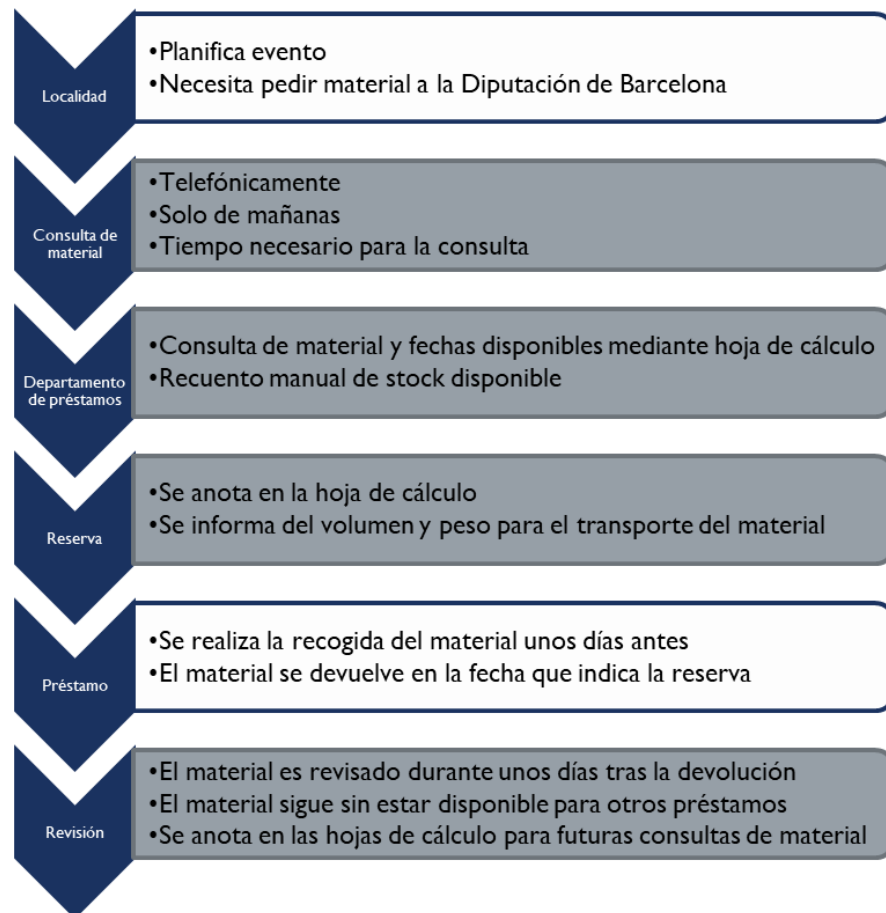 Localidad
•Planifica evento
•Necesita pedir material a la Diputación de Barcelona
Consulta de
material
•Telefónicamente
•Solo de mañanas
•Tiempo necesario para la consulta
Departamento
de préstamos
•Consulta de material y fechas disponibles mediante hoja de cálculo
•Recuento manual de stock disponible
Reserva
•Se anota en la hoja de cálculo
•Se informa del volumen y peso para el transporte del material
Préstamo
•Se realiza la recogida del material unos días antes
•El material se devuelve en la fecha que indica la reserva
Revisión
•El material es revisado durante unos días tras la devolución
•El material sigue sin estar disponible para otros préstamos
•Se anota en las hojas de cálculo para futuras consultas de material